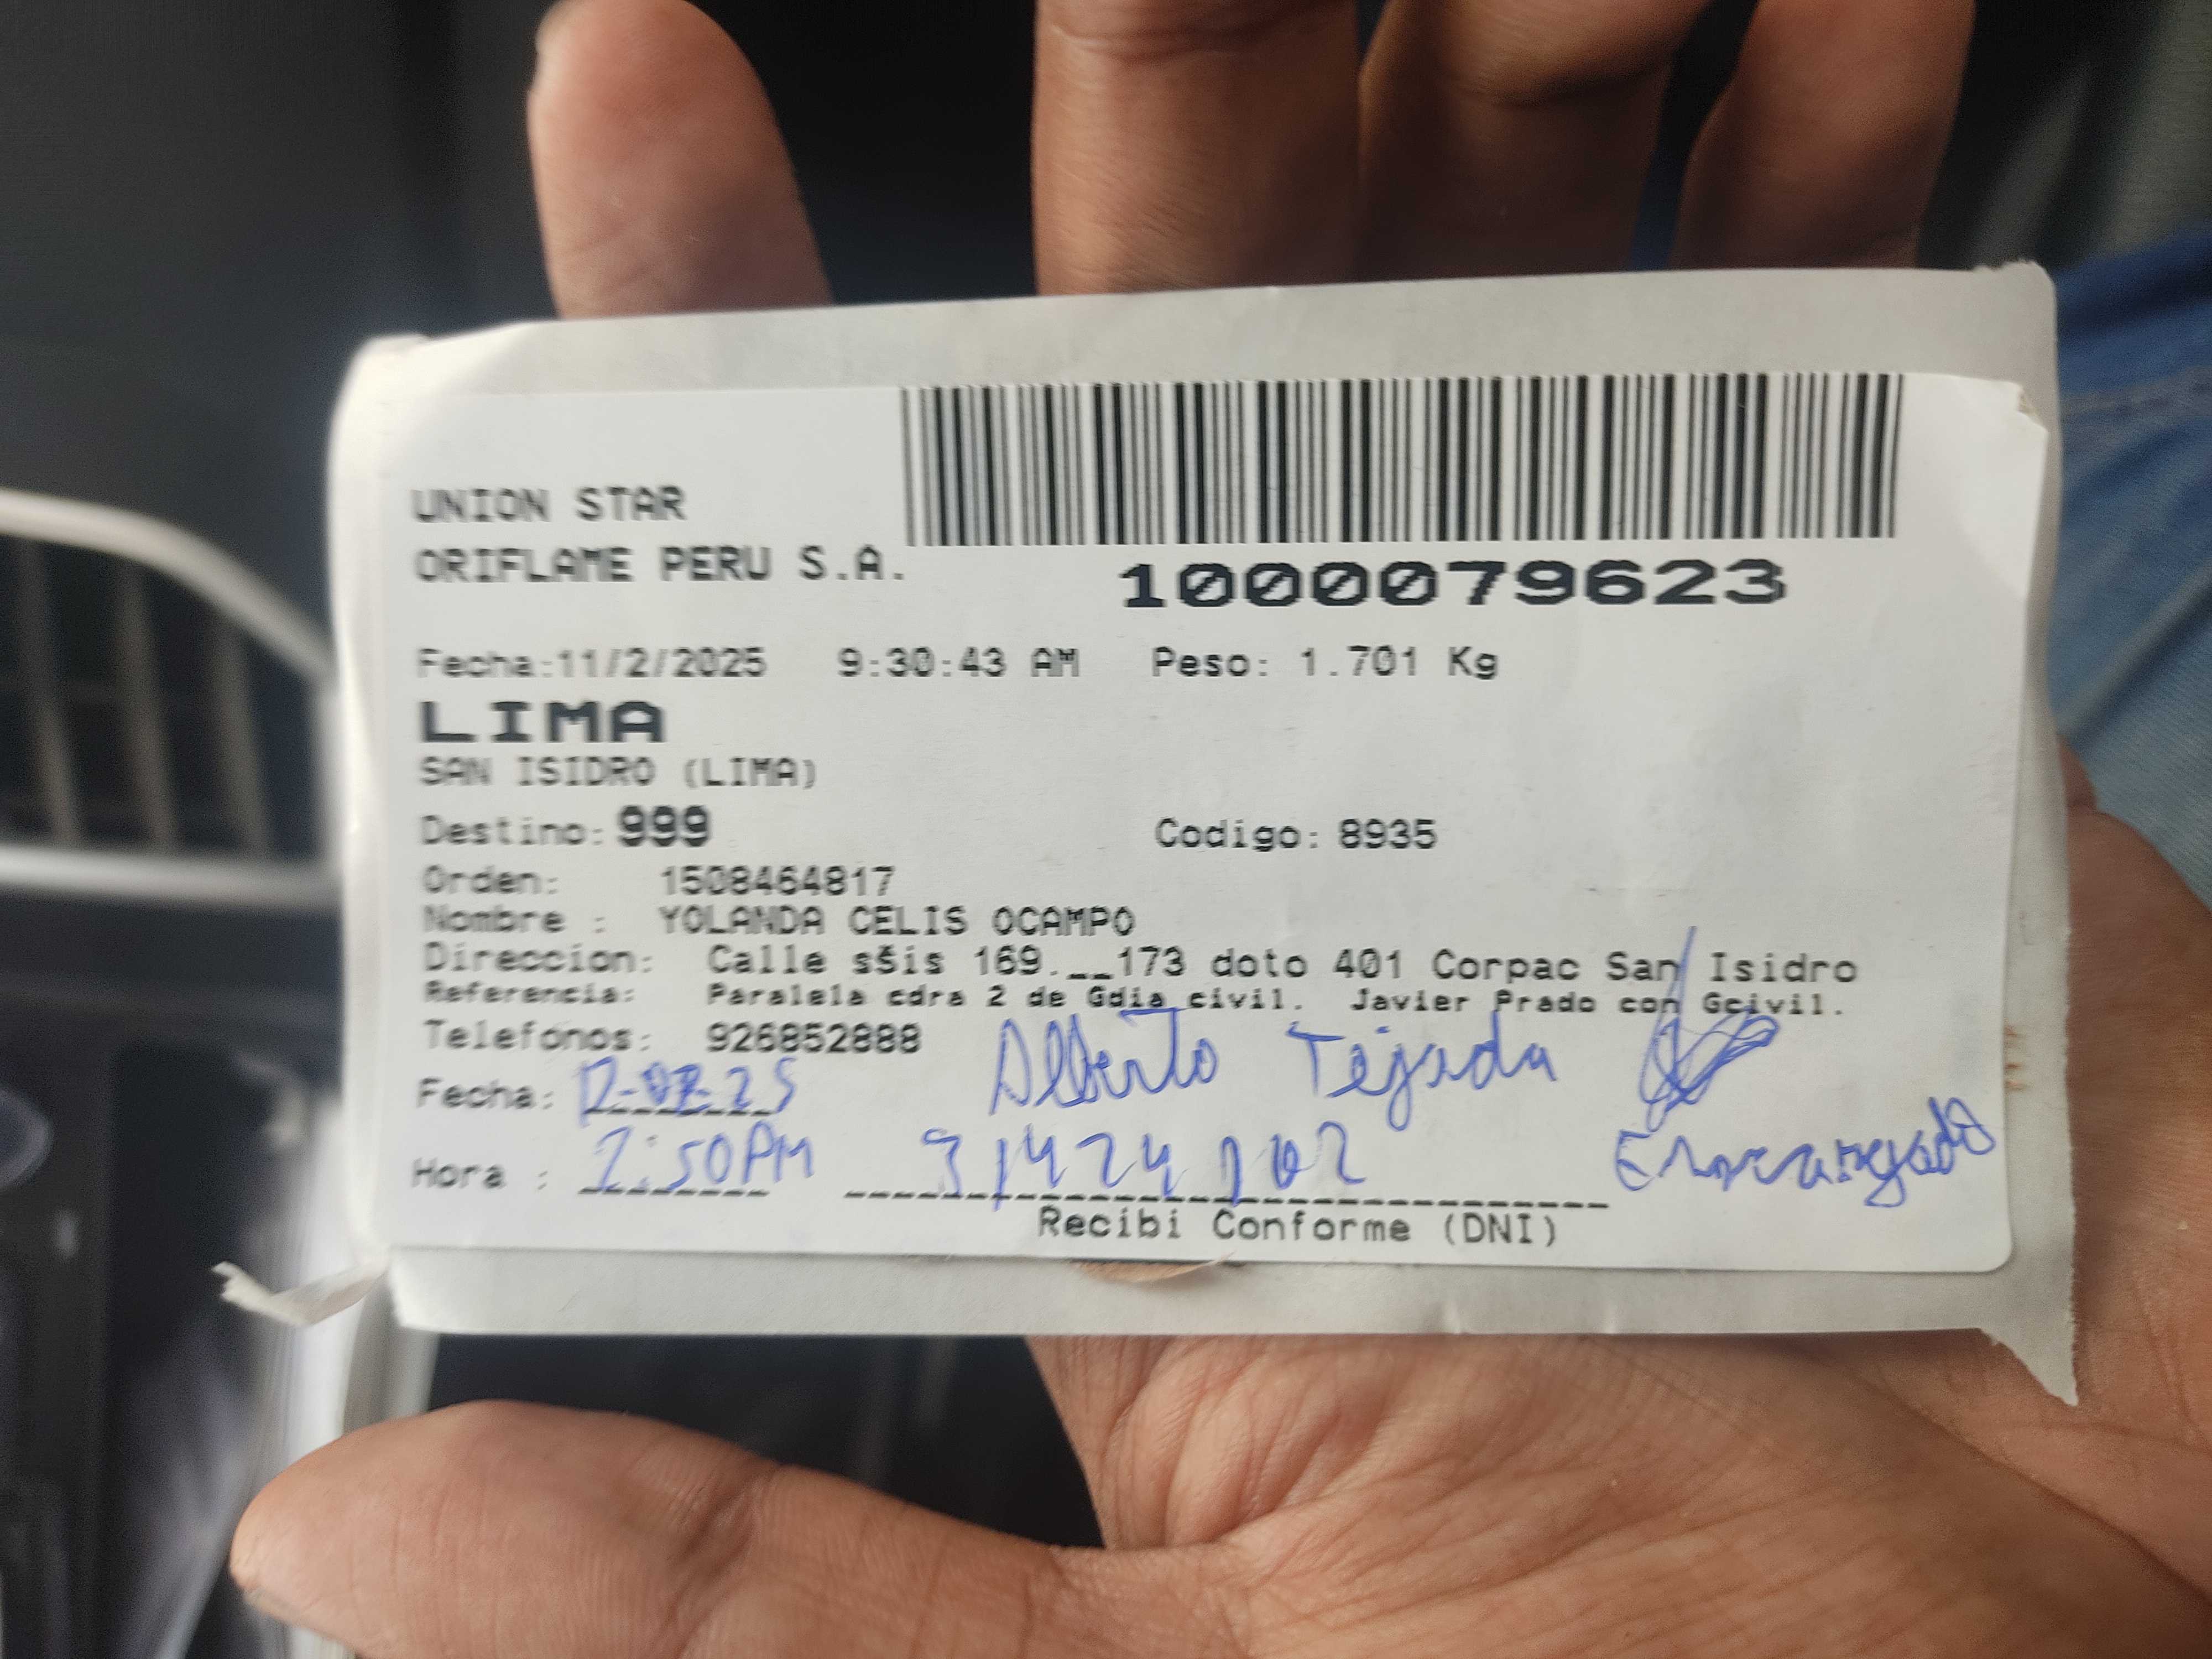 UNION STAR
ORIFLAME PERU S.A.
1000079623
Fecha:11/2/2025 9:30:43 AM Peso: 1.701 Kg
LIMA
SAN ISIDRO (LIMA)
Destino: 999 Codigo: 8935
Orden: 1508464817
Nombre : YOLANDA CELIS OCAMPO
Direccion: Calle sšis 169.__173 doto 401 Corpac San Isidro
Referencia: Paralela cdra 2 de Gdia civil. Javier Prado con Gcivil.
Telefonos: 926852888
Alberto Tejada
Fecha: 12-02-25
Hora : :50PM Encargado
Recibi Conforme (DNI)